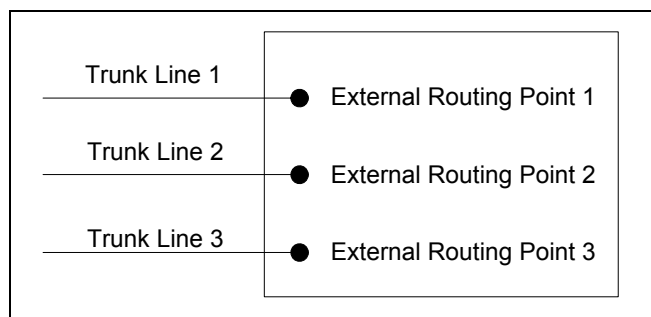 Trunk Line 1
External Routing Point 1
Trunk Line 2
External Routing Point 2
Trunk Line 3
External Routing Point 3